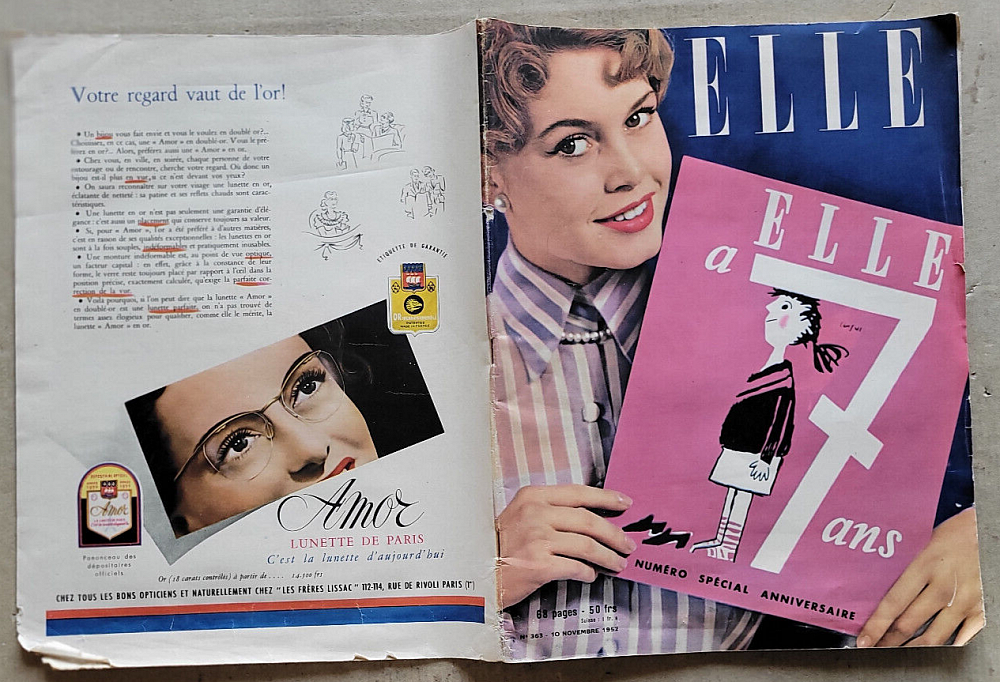 Votre regard vaut de l'or!
• Un bijou vous fait envie et vous le voulez en doublé or?...
Choisissez, en ce cas, une « Amor » en doublé-or. Vous le pré-
férez en or?... Alors, préférez aussi une « Amor » en or.
• Chez vous, en ville, en soirée, chaque personne de votre
entourage ou de rencontre, cherche votre regard. Où donc un
bijou est-il plus en vue, si ce n'est devant vos yeux?
• On saura reconnaître sur votre visage une lunette en or,
éclatante de netteté : sa patine et ses reflets chauds sont carac-
téristiques.
• Une lunette en or n'est pas seulement une garantie d'élé-
gance : c'est aussi un placement qui conserve toujours sa valeur.
• Si, pour « Amor », l'or a été préféré à d'autres matières,
c'est en raison de ses qualités exceptionnelles : les lunettes en or
sont à la fois souples, indéformables et pratiquement inusables.
• Une monture indéformable est, au point de vue optique,
un facteur capital : en effet, grâce à la constance de leur
forme, le verre reste toujours placé par rapport à l'œil dans la
position précise, exactement calculée, qu'exige la parfaite cor-
rection de la vue.
• Voilà pourquoi, si l'on peut dire que la lunette « Amor »
en doublé-or est une lunette parfaite, on n'a pas trouvé de
termes assez élogieux pour qualifier, comme elle le mérite, la
lunette « Amor » en or.
ETIQUETTE DE GARANTIE
OR
Amor
Panonceau des
dépositaires
officiels
Amor
LUNETTE DE PARIS
C'est la lunette d'aujourd'hui
Or (18 carats contrôlés) à partir de.... 14.500 frs
CHEZ TOUS LES BONS OPTICIENS ET NATURELLEMENT CHEZ "LES FRÈRES LISSAC" 112-114, RUE DE RIVOLI PARIS (1er)
ELLE
ELLE
a
7
ans
NUMÉRO SPÉCIAL ANNIVERSAIRE
68 pages - 50 frs
Suisse : 1 fr. s
N° 363 - 10 NOVEMBRE 1952